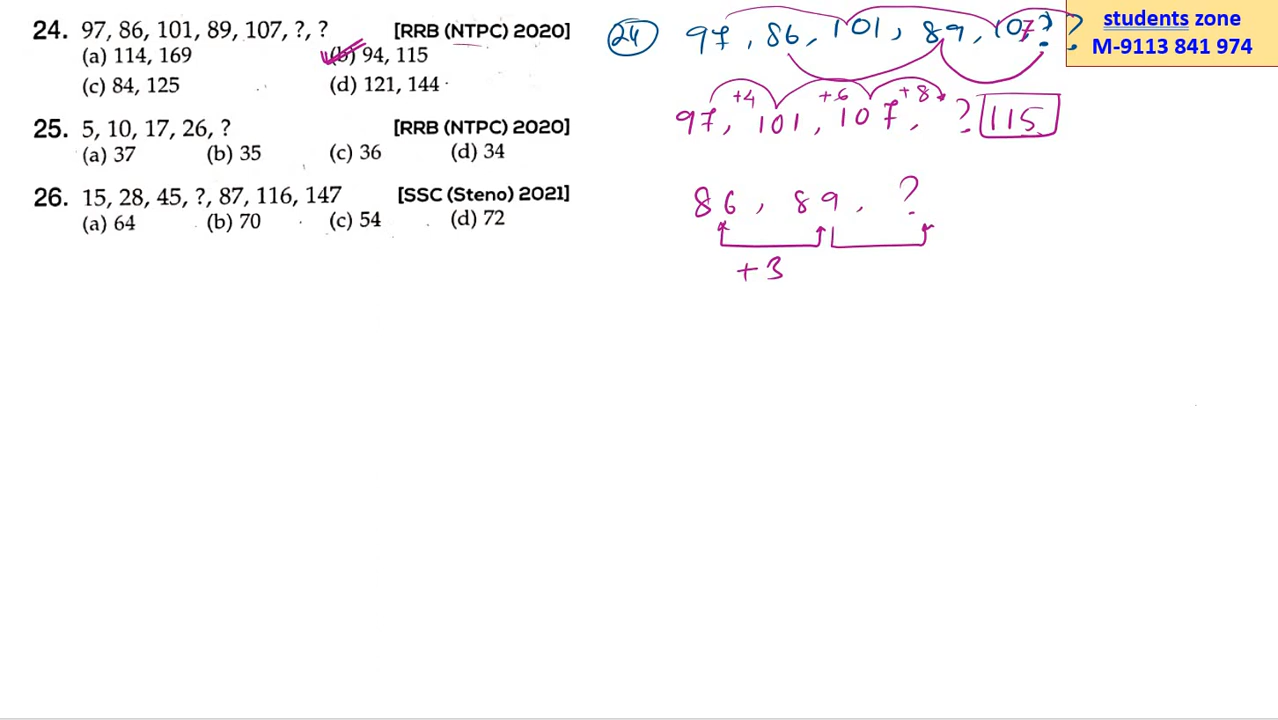 24. 97, 86, 101, 89, 107, ?, ? [RRB (NTPC) 2020]
(a) 114, 169 (b) 94, 115
(c) 84, 125 (d) 121, 144
25. 5, 10, 17, 26, ? [RRB (NTPC) 2020]
(a) 37 (b) 35 (c) 36 (d) 34
26. 15, 28, 45, ?, 87, 116, 147 [SSC (Steno) 2021]
(a) 64 (b) 70 (c) 54 (d) 72
24 97, 86, 101, 89, 107 ? ?
+4 +6 +8
97, 101, 107, ? 115
86, 89, ?
+3
students zone
M-9113 841 974